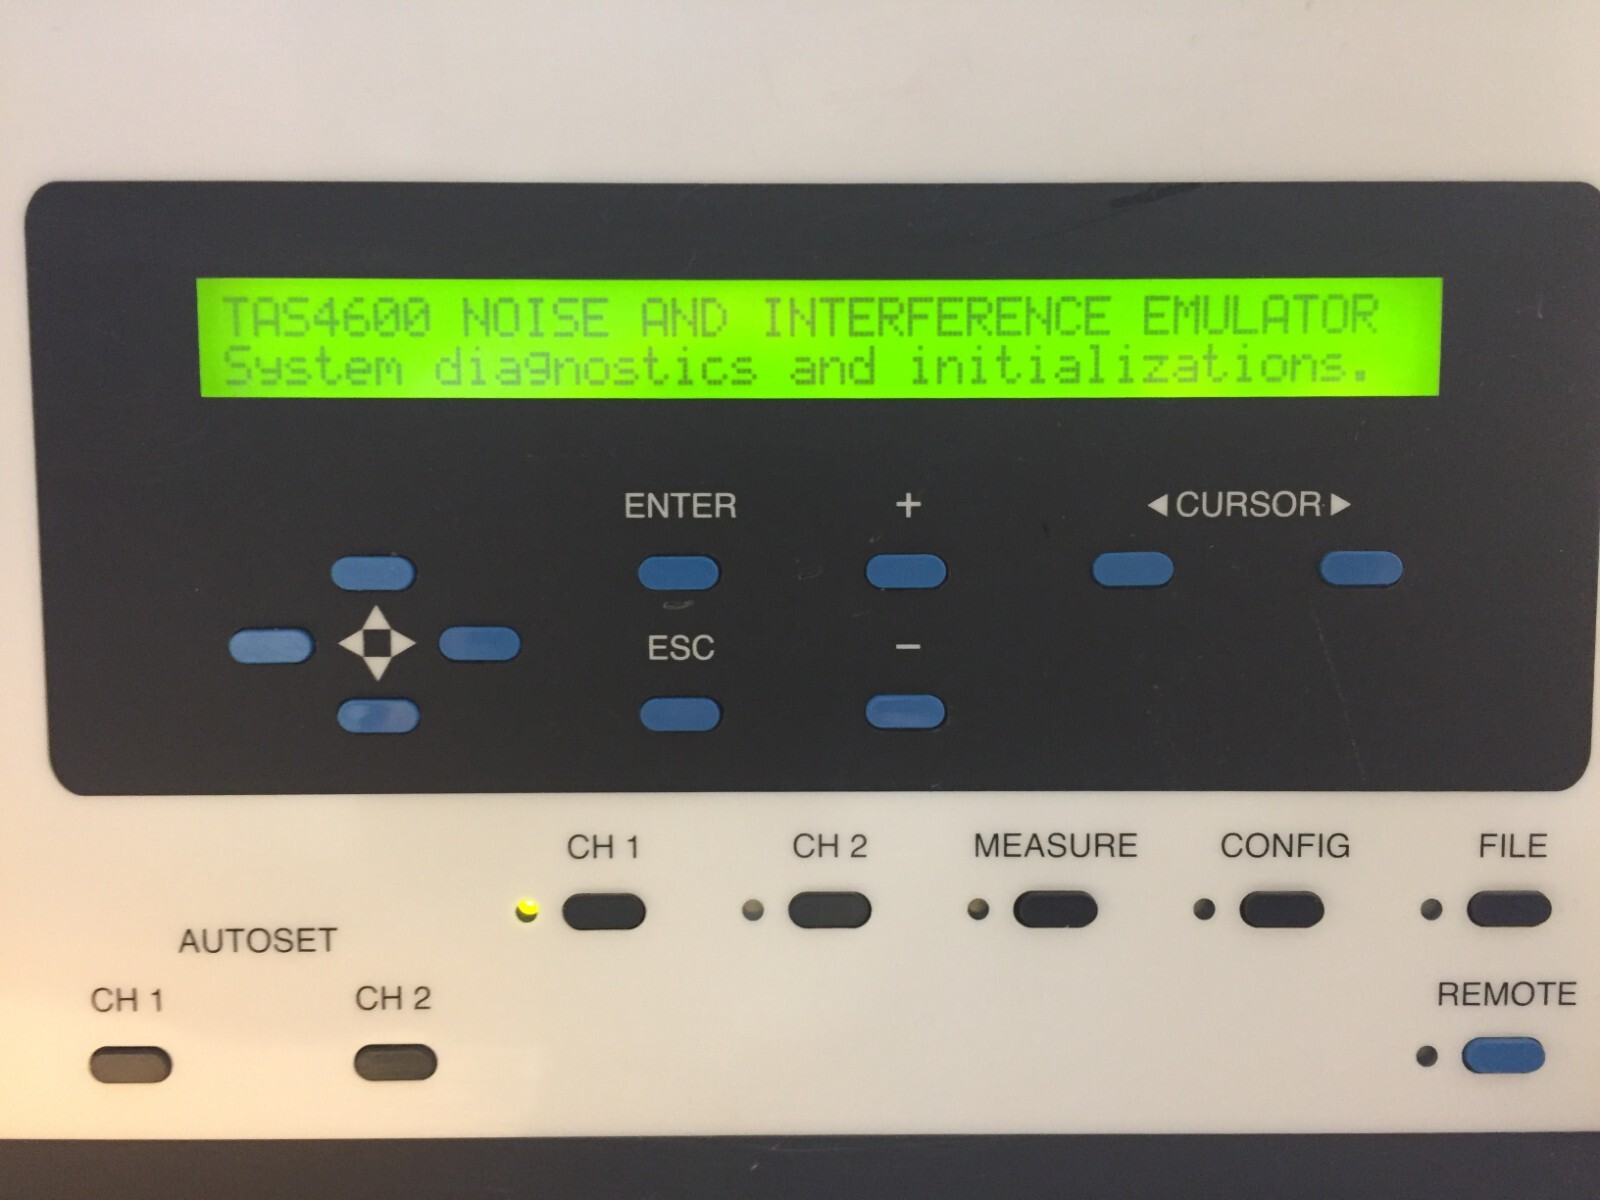 TAS4600 NOISE AND INTERFERENCE EMULATOR
System diagnostics and initializations.
ENTER
+
◀ CURSOR ▶
ESC
−
CH 1
CH 2
MEASURE
CONFIG
FILE
AUTOSET
CH 1
CH 2
REMOTE